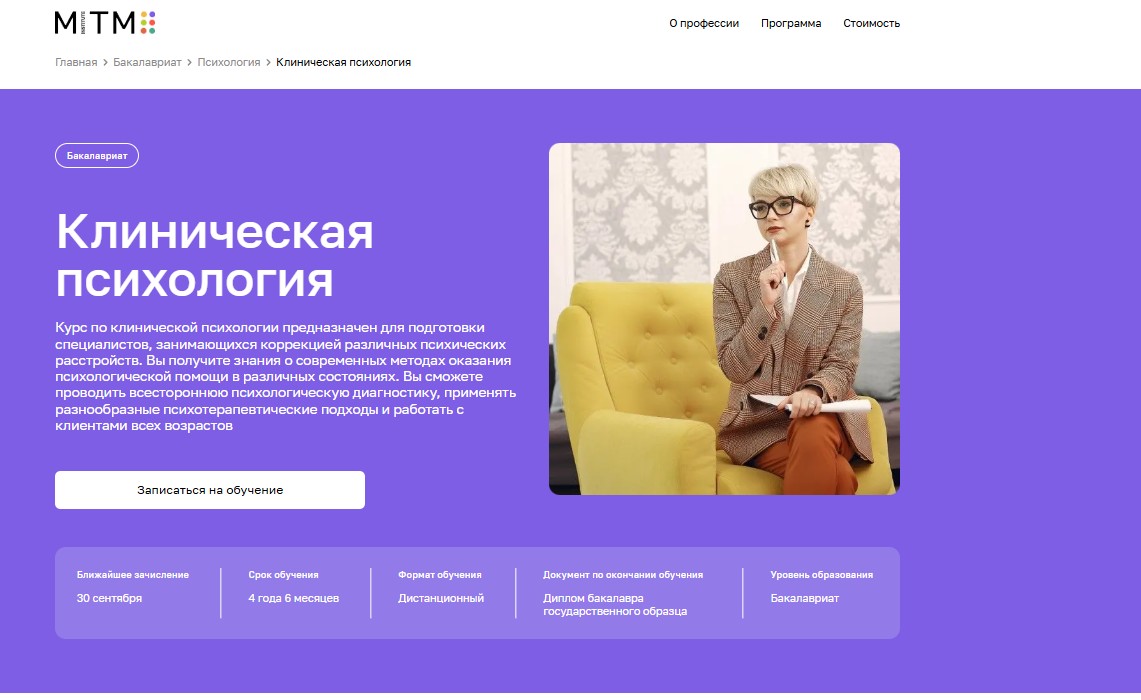 MTM INSTITUTE
О профессии Программа Стоимость
Главная > Бакалавриат > Психология > Клиническая психология
Бакалавриат
Клиническая
психология
Курс по клинической психологии предназначен для подготовки
специалистов, занимающихся коррекцией различных психических
расстройств. Вы получите знания о современных методах оказания
психологической помощи в различных состояниях. Вы сможете
проводить всестороннюю психологическую диагностику, применять
разнообразные психотерапевтические подходы и работать с
клиентами всех возрастов
Записаться на обучение
Ближайшее зачисление
30 сентября
Срок обучения
4 года 6 месяцев
Формат обучения
Дистанционный
Документ по окончании обучения
Диплом бакалавра
государственного образца
Уровень образования
Бакалавриат